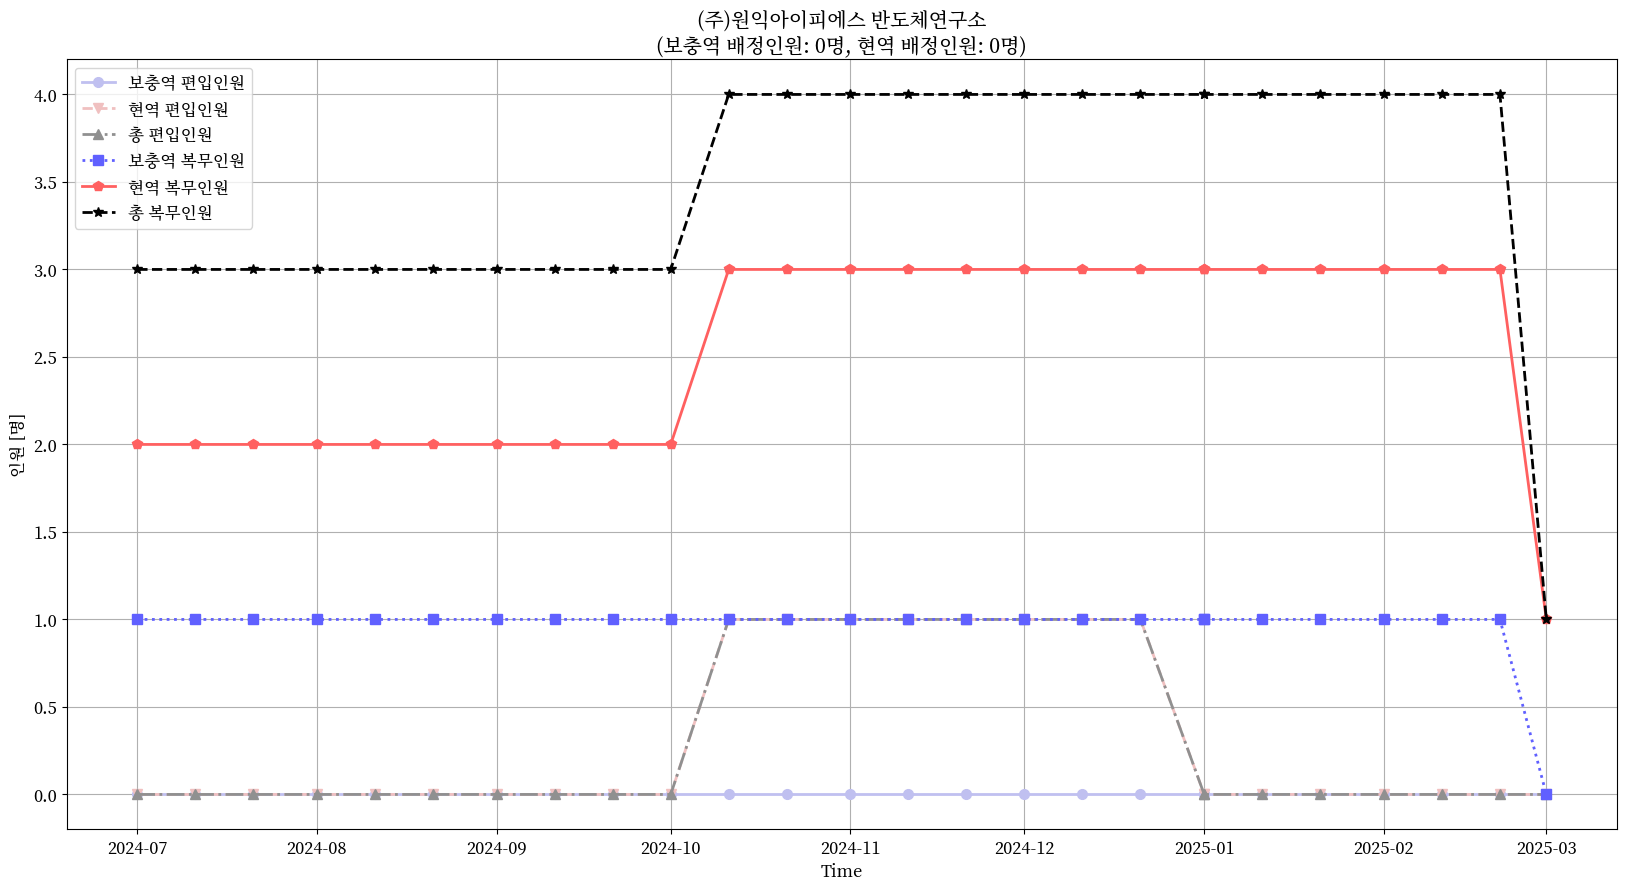 (주)원익아이피에스 반도체연구소
(보충역 배정인원: 0명, 현역 배정인원: 0명)
보충역 편입인원
현역 편입인원
총 편입인원
보충역 복무인원
현역 복무인원
총 복무인원
4.0
3.5
3.0
2.5
2.0
1.5
1.0
0.5
0.0
인원 [명]
2024-07
2024-08
2024-09
2024-10
2024-11
2024-12
2025-01
2025-02
2025-03
Time